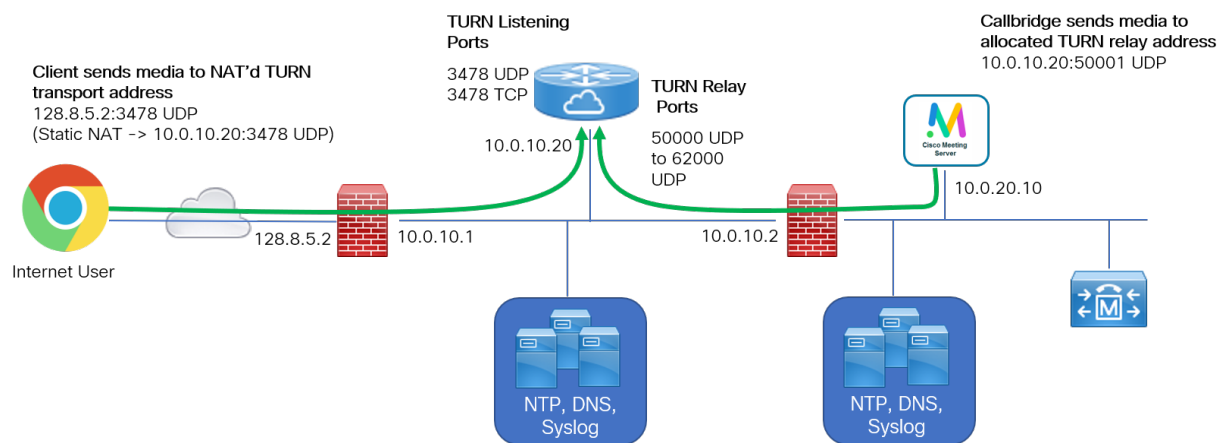 Client sends media to NAT'd TURN
transport address
128.8.5.2:3478 UDP
(Static NAT -> 10.0.10.20:3478 UDP)
TURN Listening
Ports
3478 UDP
3478 TCP
10.0.10.20
TURN Relay
Ports
50000 UDP
to 62000
UDP
Callbridge sends media to
allocated TURN relay address
10.0.10.20:50001 UDP
Cisco Meeting
Server
10.0.20.10
Internet User
128.8.5.2
10.0.10.1
10.0.10.2
M
NTP, DNS,
Syslog
NTP, DNS,
Syslog